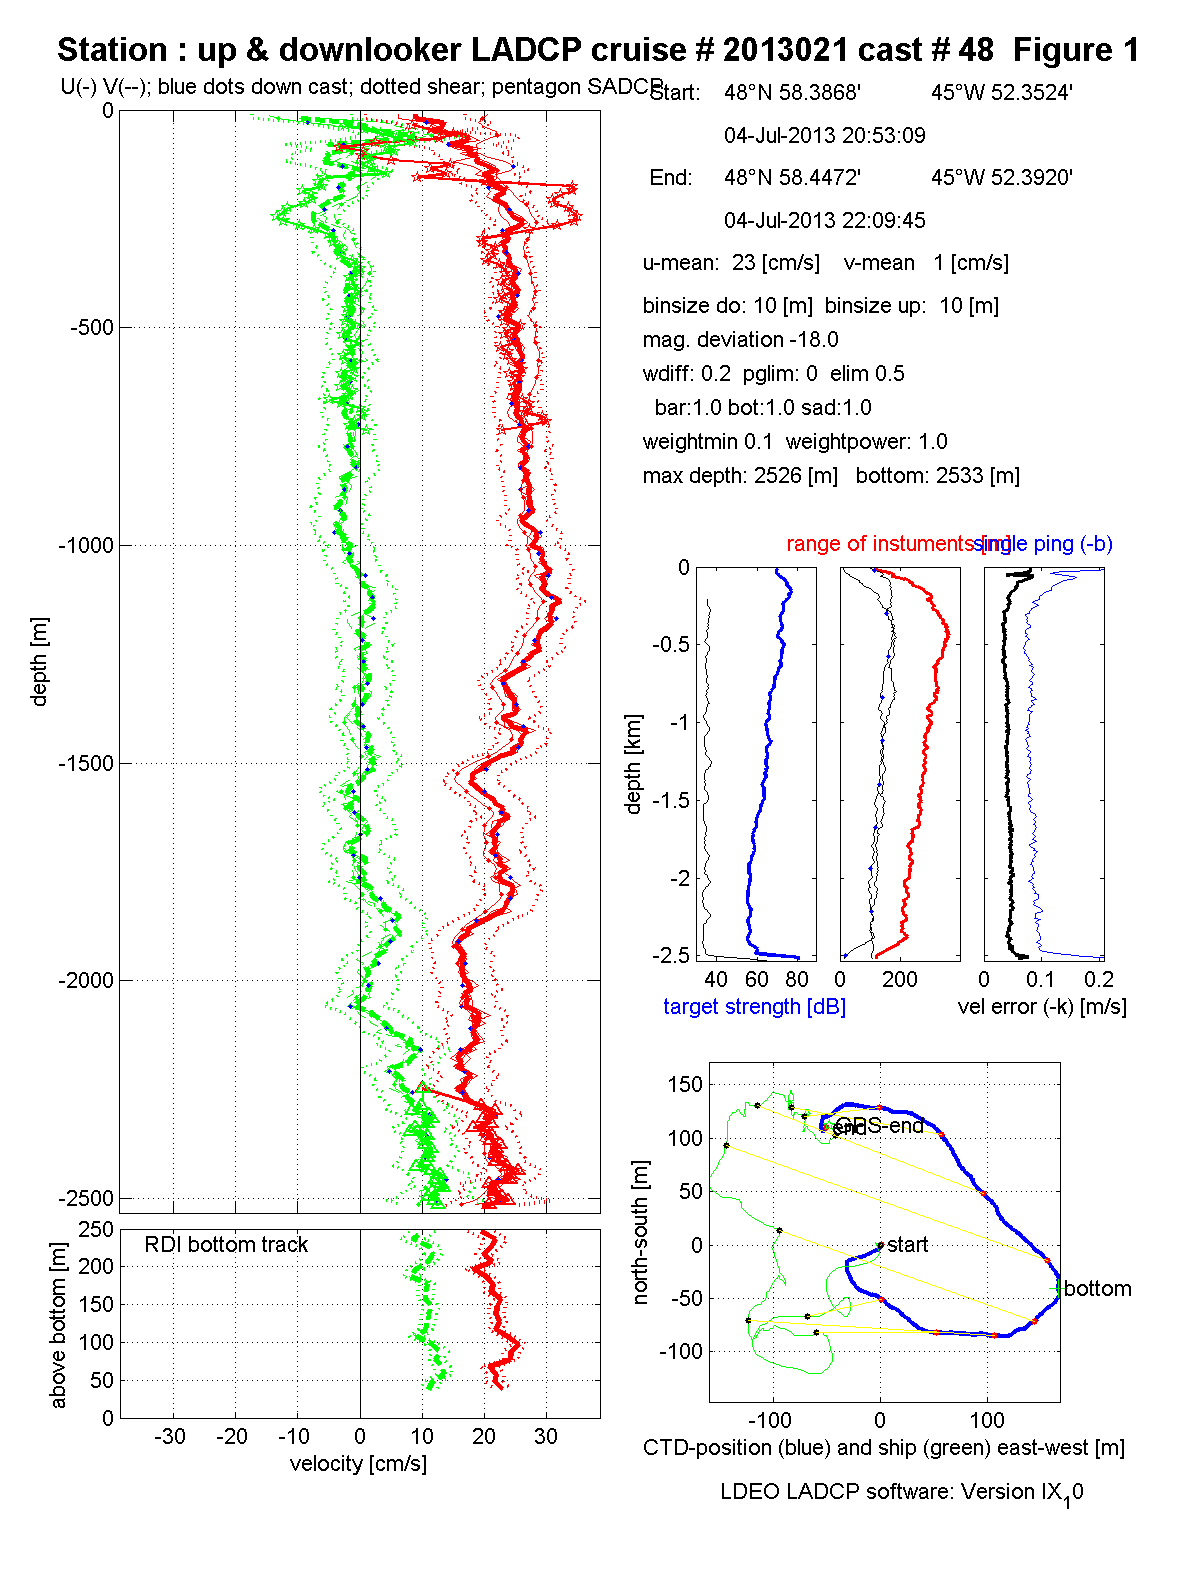 Station : up & downlooker LADCP cruise # 2013021 cast # 48  Figure 1
U(-) V(--); blue dots down cast; dotted shear; pentagon SADCP
Start: 48°N 58.3868' 45°W 52.3524'
04-Jul-2013 20:53:09
End: 48°N 58.4472' 45°W 52.3920'
04-Jul-2013 22:09:45
u-mean: 23 [cm/s] v-mean 1 [cm/s]
binsize do: 10 [m] binsize up: 10 [m]
mag. deviation -18.0
wdiff: 0.2 pglim: 0 elim 0.5
bar:1.0 bot:1.0 sad:1.0
weightmin 0.1 weightpower: 1.0
max depth: 2526 [m] bottom: 2533 [m]
0
-500
-1000
-1500
-2000
-2500
depth [m]
RDI bottom track
250
200
150
100
50
0
above bottom [m]
-30 -20 -10 0 10 20 30
velocity [cm/s]
range of instuments [m]
single ping (-b)
0
-0.5
-1
-1.5
-2
-2.5
depth [km]
40 60 80
target strength [dB]
0 200
0 0.1 0.2
vel error (-k) [m/s]
150
100
50
0
-50
-100
north-south [m]
GPS-end
end
start
bottom
-100 0 100
CTD-position (blue) and ship (green) east-west [m]
LDEO LADCP software: Version IX10